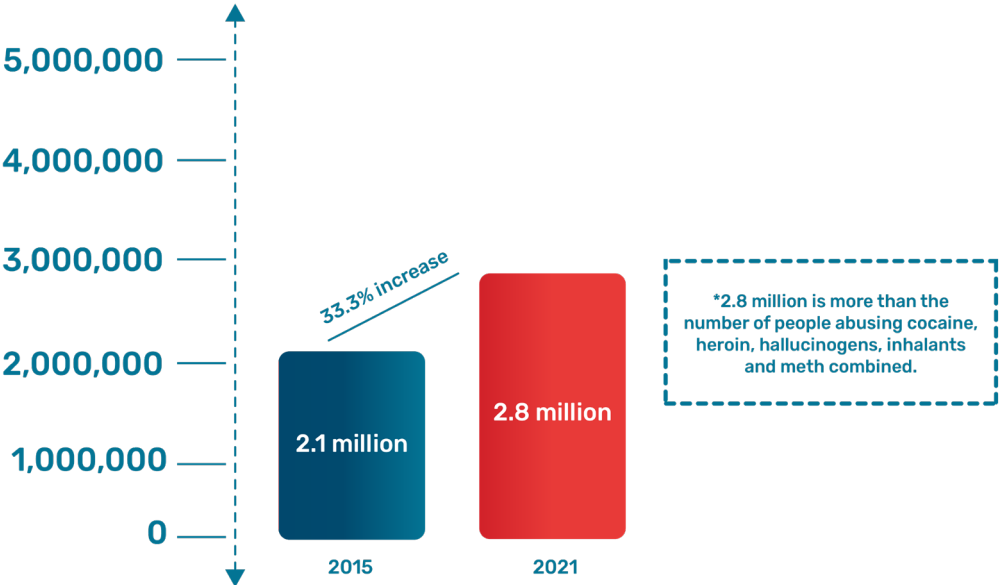 5,000,000
4,000,000
3,000,000
2,000,000
1,000,000
0
33.3% increase
2.1 million
2.8 million
2015
2021
*2.8 million is more than the
number of people abusing cocaine,
heroin, hallucinogens, inhalants
and meth combined.